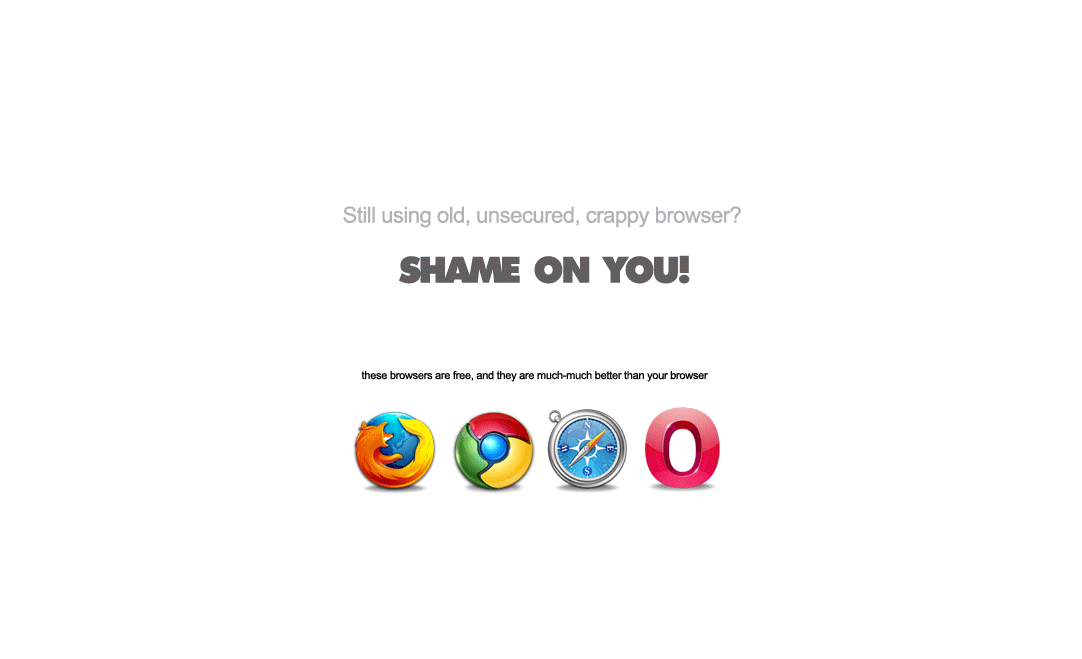 Still using old, unsecured, crappy browser?
SHAME ON YOU!
these browsers are free, and they are much-much better than your browser
N
W E
S